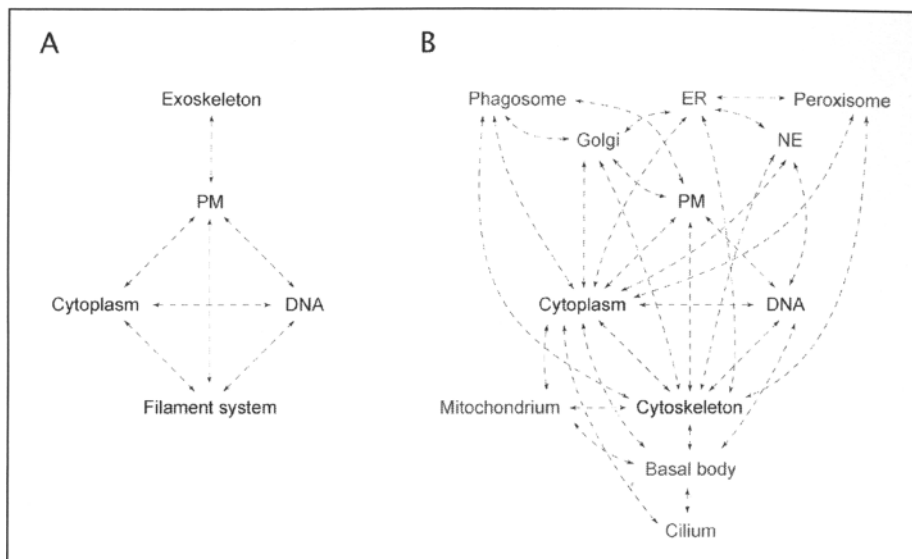 A
Exoskeleton
PM
Cytoplasm
DNA
Filament system
B
Phagosome
ER
Peroxisome
Golgi
NE
PM
Cytoplasm
DNA
Mitochondrium
Cytoskeleton
Basal body
Cilium